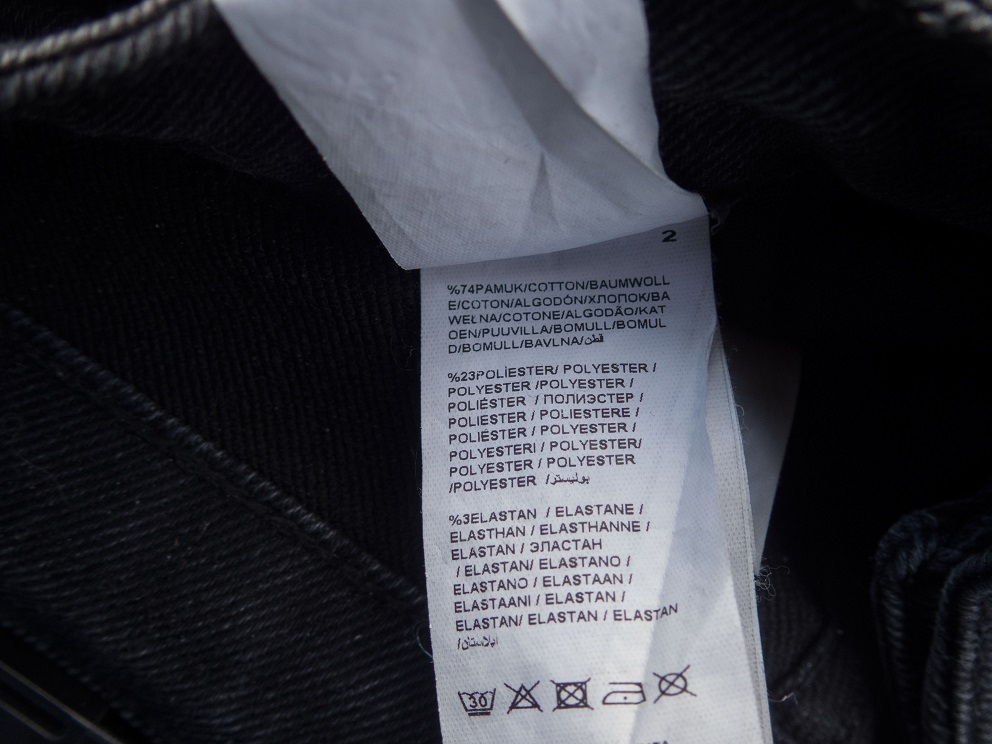 2
%74PAMUK/COTTON/BAUMWOLL
E/COTON/ALGODÓN/ХЛОПОК/BA
WEŁNA/COTONE/ALGODÃO/KAT
OEN/PUUVILLA/BOMULL/BOMUL
D/BOMULL/BAVLNA/قطن
%23POLİESTER/ POLYESTER /
POLYESTER /POLYESTER /
POLIÉSTER / ПОЛИЭСТЕР /
POLIESTER / POLIESTERE /
POLIÉSTER / POLYESTER /
POLYESTERI / POLYESTER/
POLYESTER / POLYESTER
/POLYESTER /بوليستر
%3ELASTAN / ELASTANE /
ELASTHAN / ELASTHANNE /
ELASTAN / ЭЛАСТАН
/ ELASTAN/ ELASTANO /
ELASTANO / ELASTAAN /
ELASTAANI / ELASTAN /
ELASTAN/ ELASTAN / ELASTAN
/ايلاستان
30